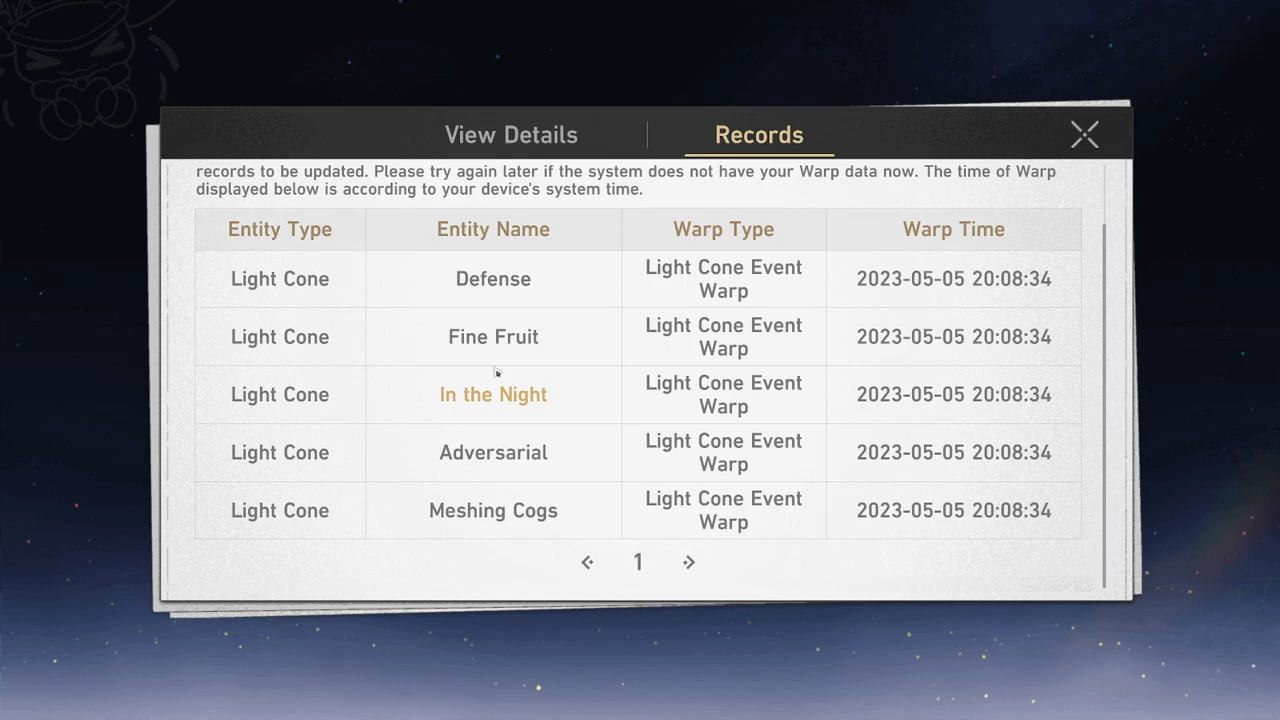 View Details
Records
records to be updated. Please try again later if the system does not have your Warp data now. The time of Warp
displayed below is according to your device's system time.
Entity Type Entity Name Warp Type Warp Time
Light Cone Defense Light Cone Event Warp 2023-05-05 20:08:34
Light Cone Fine Fruit Light Cone Event Warp 2023-05-05 20:08:34
Light Cone In the Night Light Cone Event Warp 2023-05-05 20:08:34
Light Cone Adversarial Light Cone Event Warp 2023-05-05 20:08:34
Light Cone Meshing Cogs Light Cone Event Warp 2023-05-05 20:08:34
1